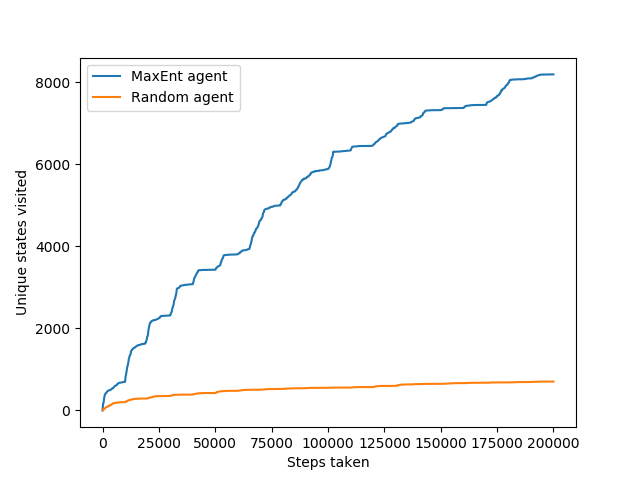 MaxEnt agent
Random agent
8000
6000
4000
2000
0
Unique states visited
0 25000 50000 75000 100000 125000 150000 175000 200000
Steps taken